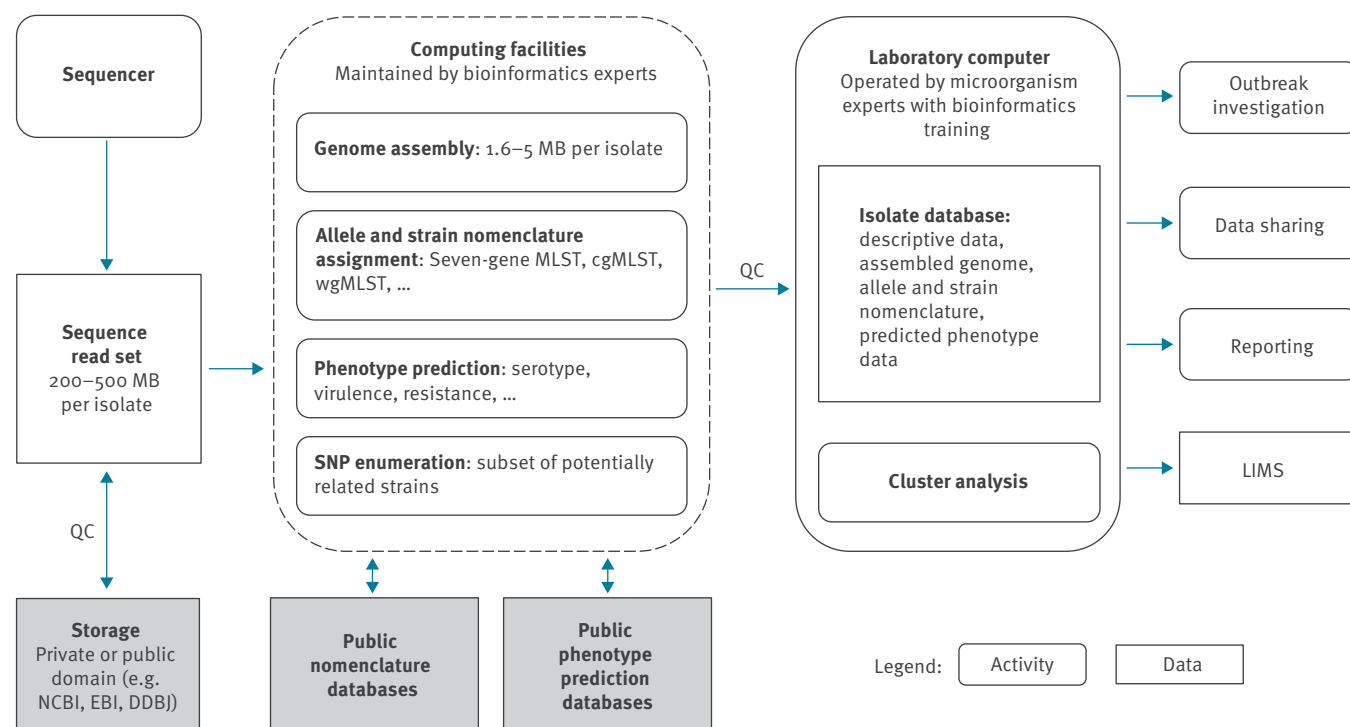 Sequencer
Sequence
read set
200–500 MB
per isolate
QC
Storage
Private or public
domain (e.g.
NCBI, EBI, DDBJ)
Computing facilities
Maintained by bioinformatics experts
Genome assembly: 1.6–5 MB per isolate
Allele and strain nomenclature
assignment: Seven-gene MLST, cgMLST,
wgMLST, ...
Phenotype prediction: serotype,
virulence, resistance, ...
SNP enumeration: subset of potentially
related strains
Public
nomenclature
databases
Public
phenotype
prediction
databases
QC
Laboratory computer
Operated by microorganism
experts with bioinformatics
training
Isolate database:
descriptive data,
assembled genome,
allele and strain
nomenclature,
predicted phenotype
data
Cluster analysis
Outbreak
investigation
Data sharing
Reporting
LIMS
Legend:
Activity
Data